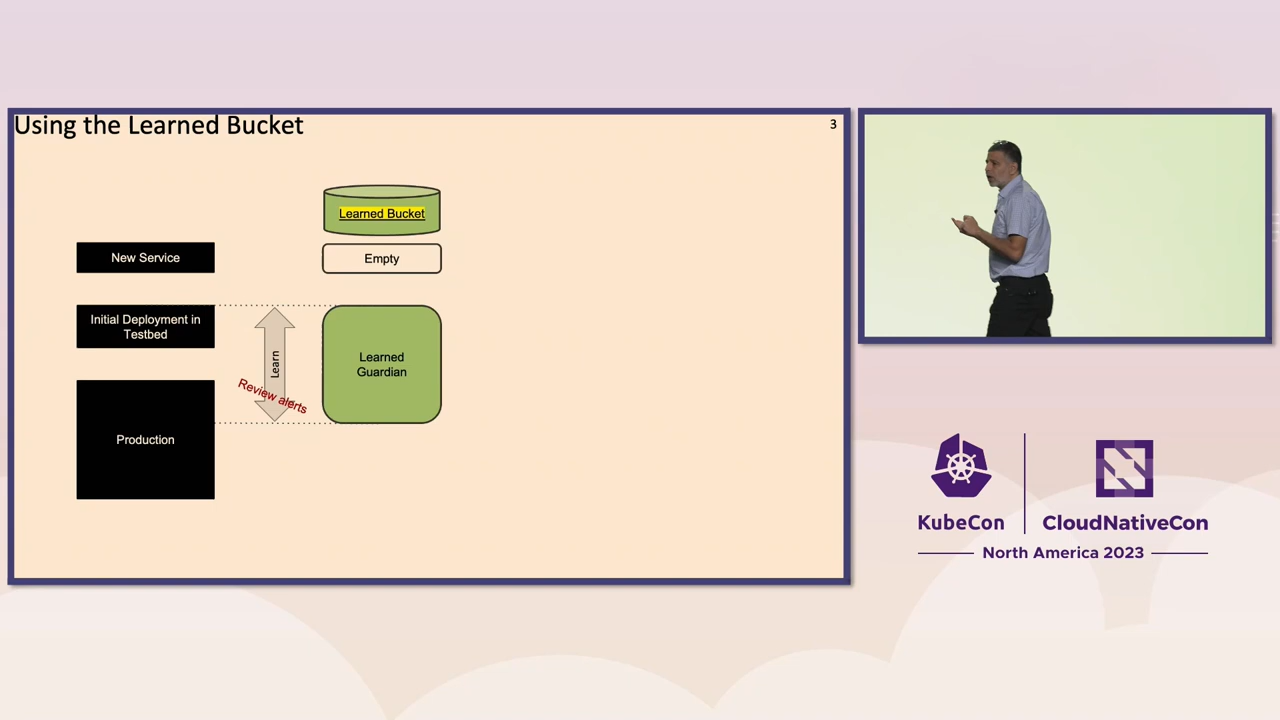 Using the Learned Bucket
3
Learned Bucket
New Service
Empty
Initial Deployment in
Testbed
Learn
Review alerts
Learned
Guardian
Production
KubeCon
CloudNativeCon
North America 2023